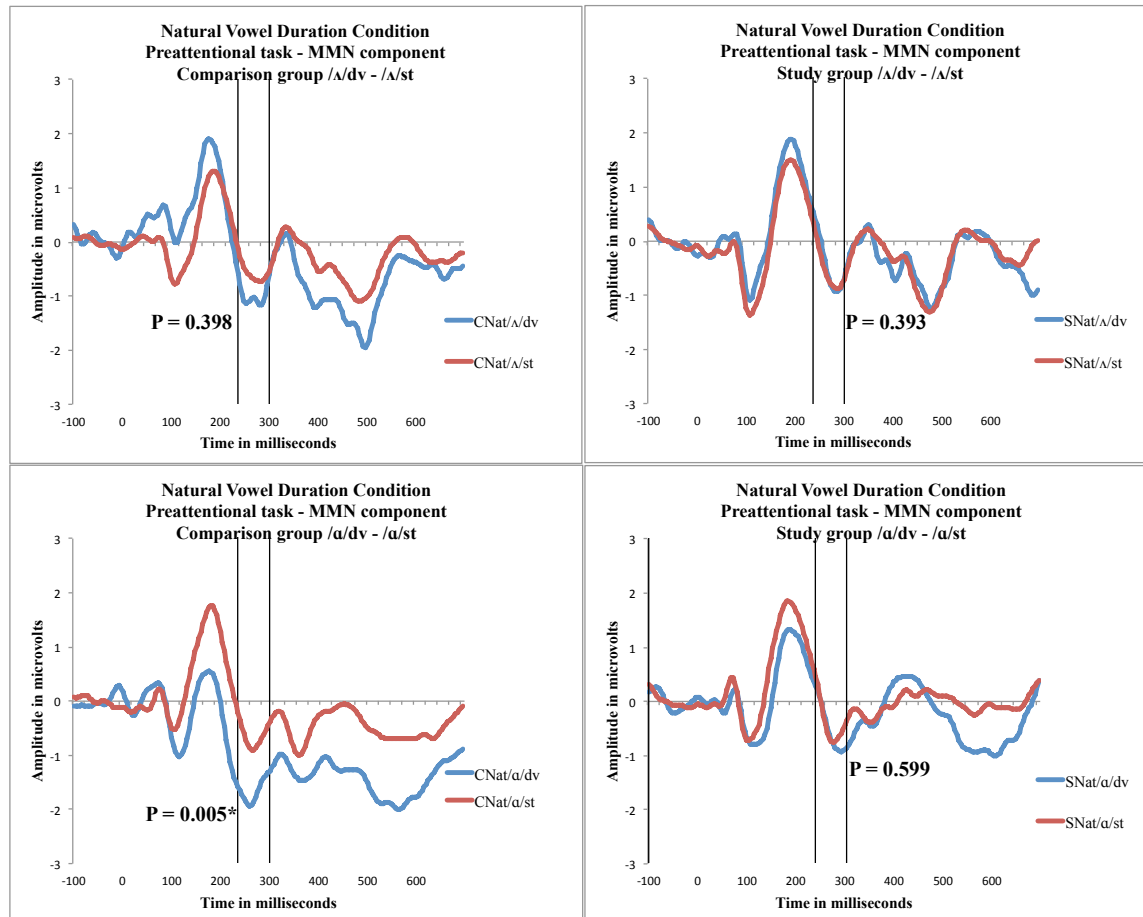 Natural Vowel Duration Condition
Preattentional task - MMN component
Comparison group /ʌ/dv - /ʌ/st
3
2
1
0
-1
-2
-3
Amplitude in microvolts
P = 0.398
CNat/ʌ/dv
CNat/ʌ/st
-100 0 100 200 300 400 500 600
Time in milliseconds
Natural Vowel Duration Condition
Preattentional task - MMN component
Study group /ʌ/dv - /ʌ/st
3
2
1
0
-1
-2
-3
Amplitude in microvolts
P = 0.393
SNat/ʌ/dv
SNat/ʌ/st
-100 0 100 200 300 400 500 600
Time in milliseconds
Natural Vowel Duration Condition
Preattentional task - MMN component
Comparison group /ɑ/dv - /ɑ/st
3
2
1
0
-1
-2
-3
Amplitude in microvolts
P = 0.005*
CNat/ɑ/dv
CNat/ɑ/st
-100 0 100 200 300 400 500 600
Time in milliseconds
Natural Vowel Duration Condition
Preattentional task - MMN component
Study group /ɑ/dv - /ɑ/st
3
2
1
0
-1
-2
-3
Amplitude in microvolts
P = 0.599
SNat/ɑ/dv
SNat/ɑ/st
-100 0 100 200 300 400 500 600
Time in milliseconds